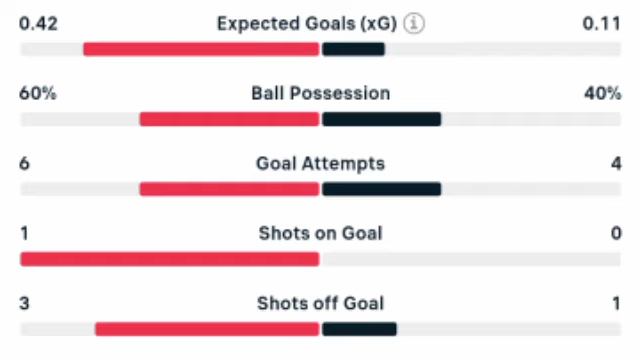 0.42 Expected Goals (xG) i 0.11
60% Ball Possession 40%
6 Goal Attempts 4
1 Shots on Goal 0
3 Shots off Goal 1